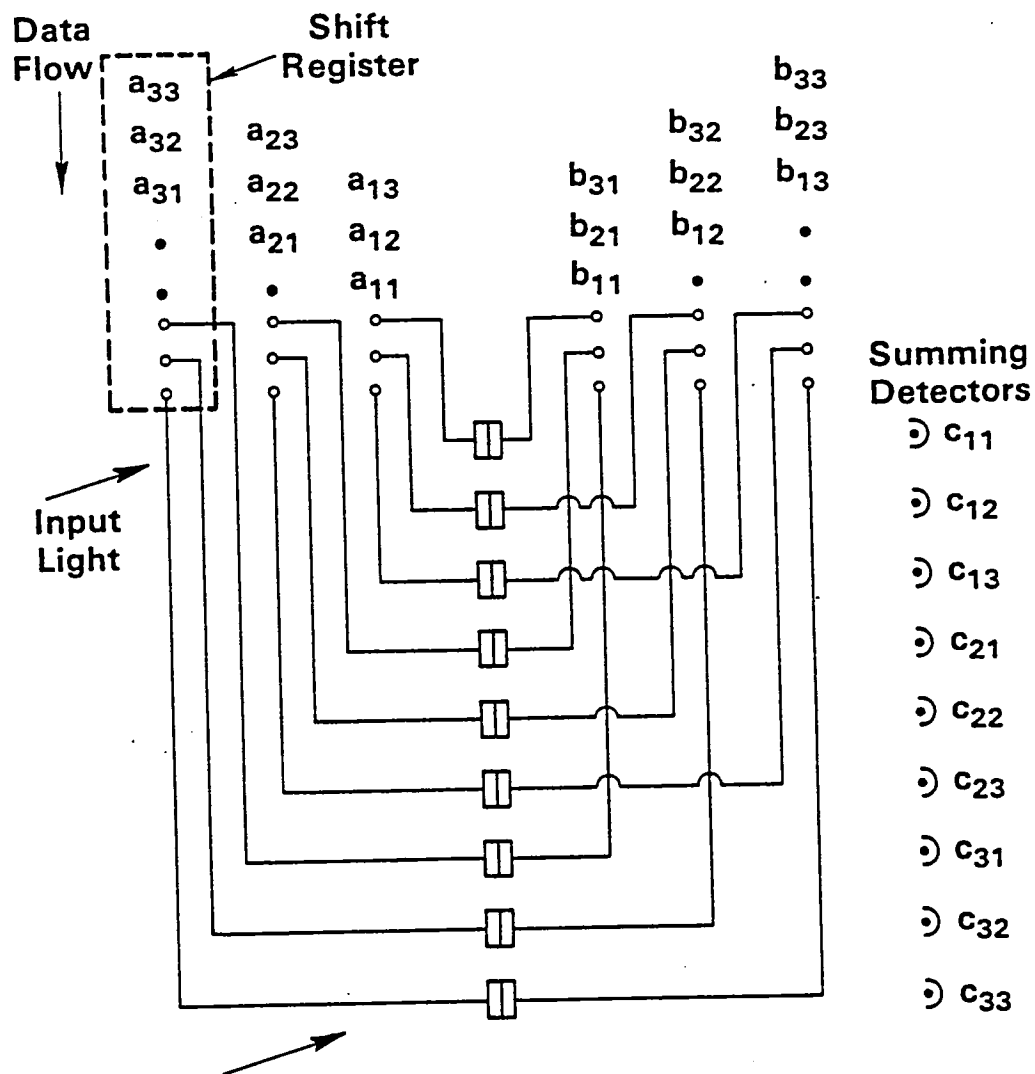 Data
Flow
Shift
Register
a33
a32
a31
a23
a22
a21
a13
a12
a11
b31
b21
b11
b32
b22
b12
b33
b23
b13
Input
Light
Summing
Detectors
c11
c12
c13
c21
c22
c23
c31
c32
c33